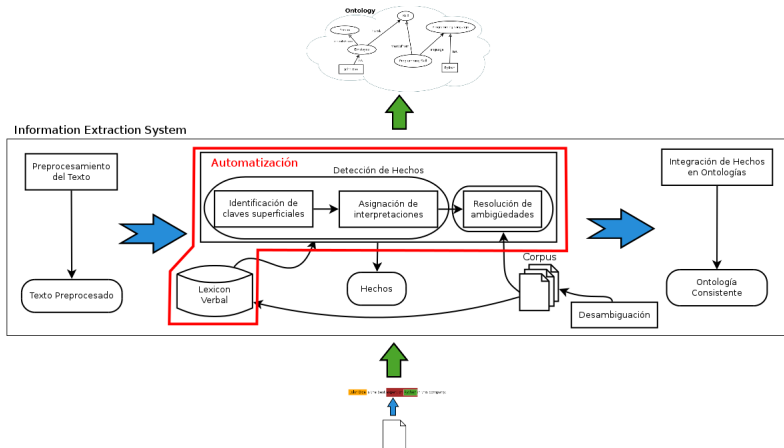 Ontology
Information Extraction System
Automatización
Preprocesamiento
del Texto
Detección de Hechos
Identificación de
claves superficiales
Asignación de
interpretaciones
Resolución de
ambigüedades
Integración de Hechos
en Ontologías
Texto Preprocesado
Lexicon
Verbal
Hechos
Corpus
Desambiguación
Ontología
Consistente